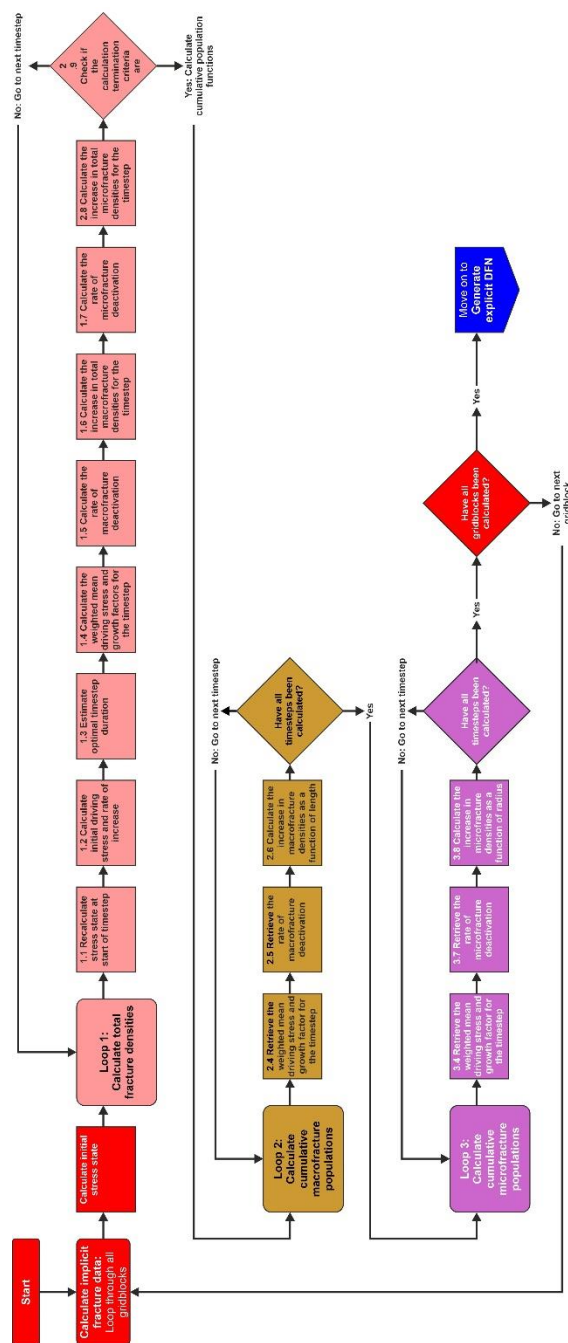 Start
Calculate implicit
fracture data:
Loop through all
gridblocks
Calculate initial
stress state
Loop 1:
Calculate total
fracture densities
1.1 Recalculate
stress state at
start of timestep
1.2 Calculate
initial driving
stress and rate of
increase
1.3 Estimate
optimal timestep
duration
1.4 Calculate the
weighted mean
driving stress and
growth factors for
the timestep
1.5 Calculate the
rate of
macrofracture
deactivation
1.6 Calculate the
increase in total
macrofracture
densities for the
timestep
1.7 Calculate the
rate of
microfracture
deactivation
2.8 Calculate the
increase in total
microfracture
densities for the
timestep
2
.9
Check if
the
calculation
termination
criteria
are
No: Go to next timestep
Yes: Calculate
cumulative population
functions
Loop 2:
Calculate
cumulative
macrofracture
populations
2.4 Retrieve the
weighted mean
driving stress and
growth factor for
the timestep
2.5 Retrieve the
rate of
macrofracture
deactivation
2.6 Calculate the
increase in
macrofracture
densities as a
function of length
Have all
timesteps been
calculated?
No: Go to next timestep
Yes
Loop 3:
Calculate
cumulative
microfracture
populations
3.4 Retrieve the
weighted mean
driving stress and
growth factor for
the timestep
3.7 Retrieve the
rate of
microfracture
deactivation
3.8 Calculate the
increase in
microfracture
densities as a
function of radius
Have all
timesteps been
calculated?
No: Go to next timestep
Yes
Have all
gridblocks been
calculated?
Yes
No: Go to next
gridblock
Move on to
Generate
explicit DFN